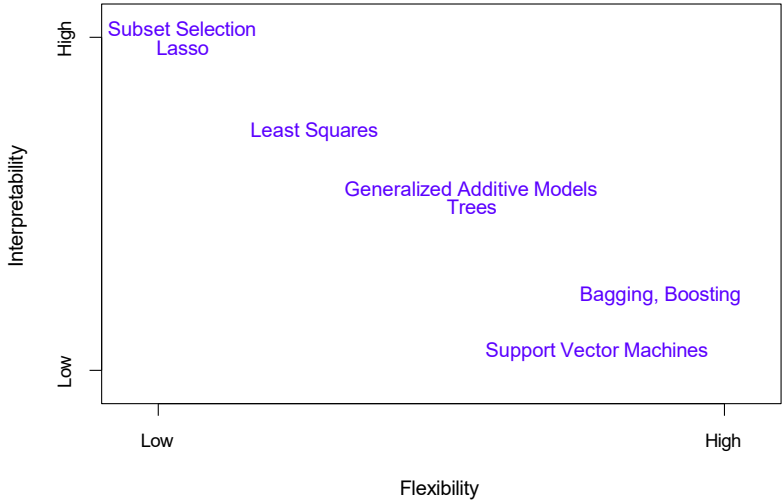 High
Subset Selection
Lasso
Least Squares
Interpretability
Generalized Additive Models
Trees
Bagging, Boosting
Support Vector Machines
Low
Low
High
Flexibility